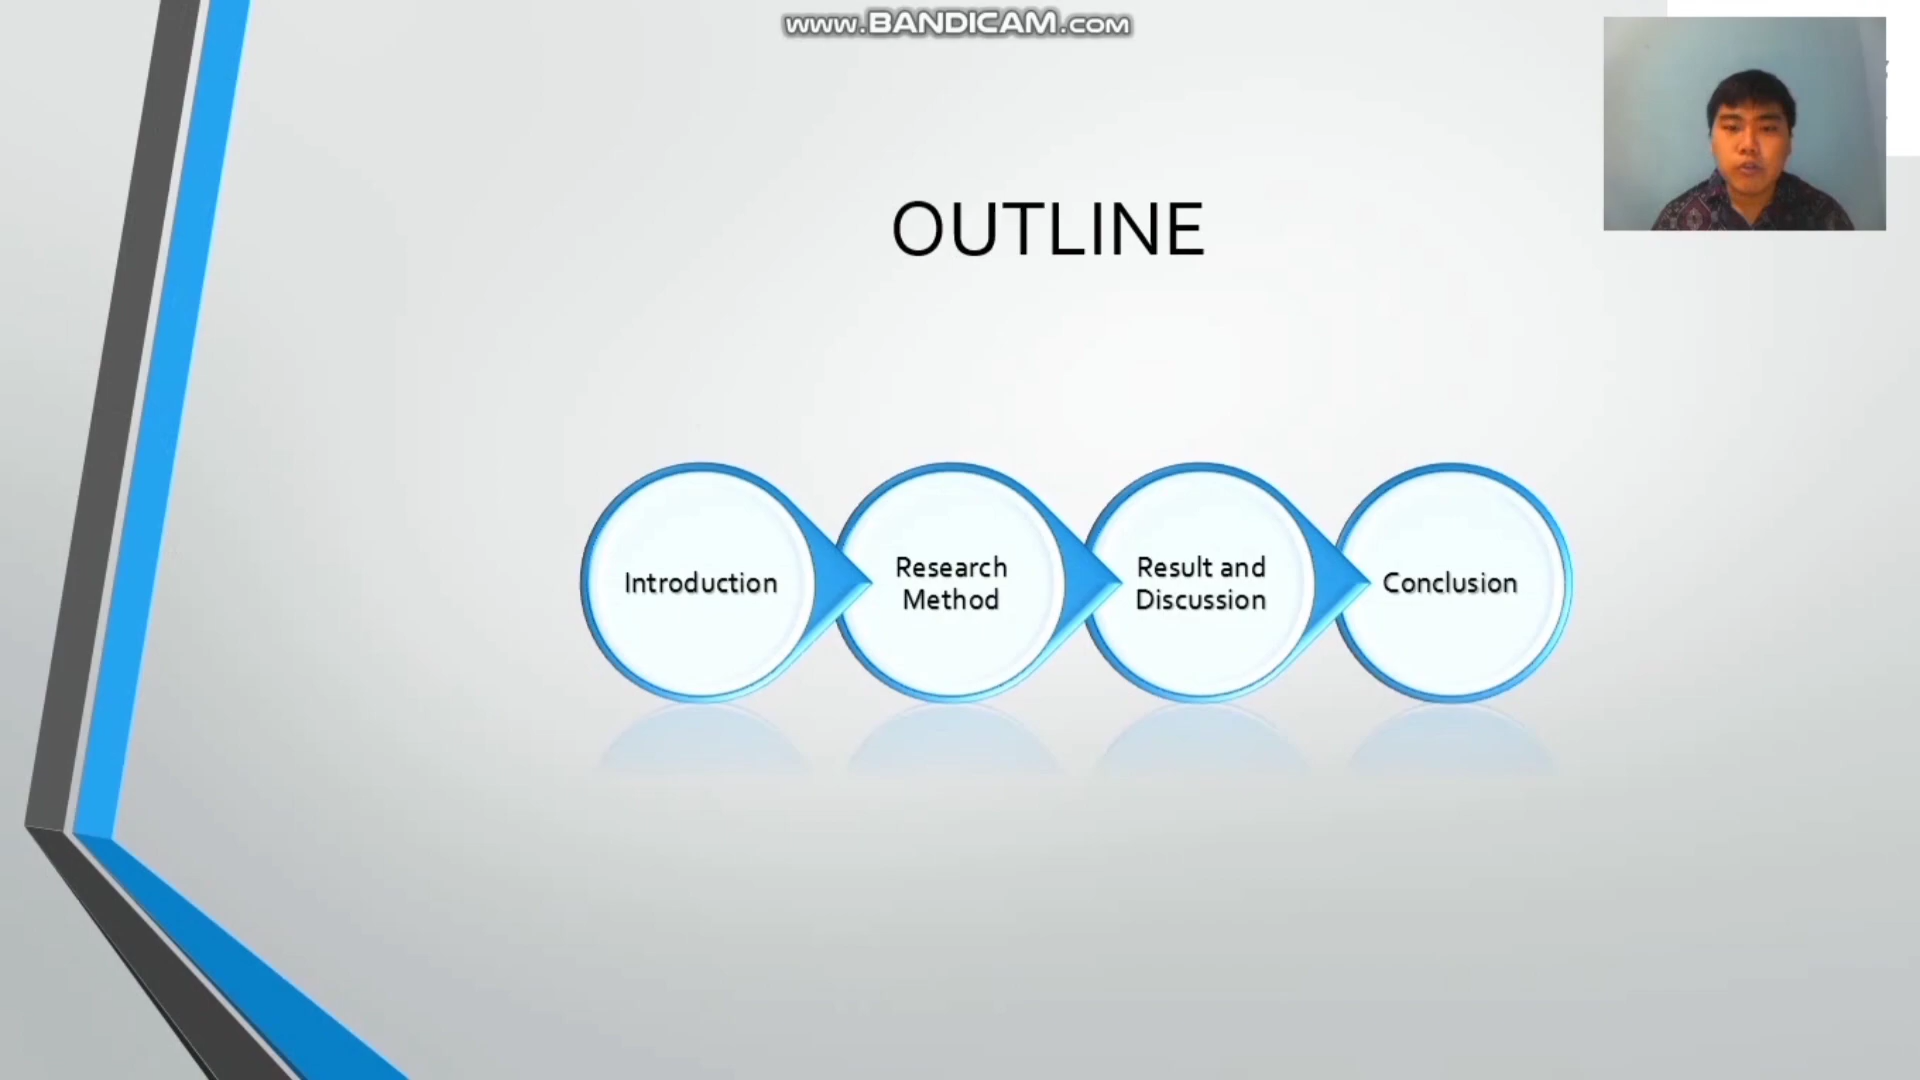 www.BANDICAM.com
OUTLINE
Introduction
Research
Method
Result and
Discussion
Conclusion